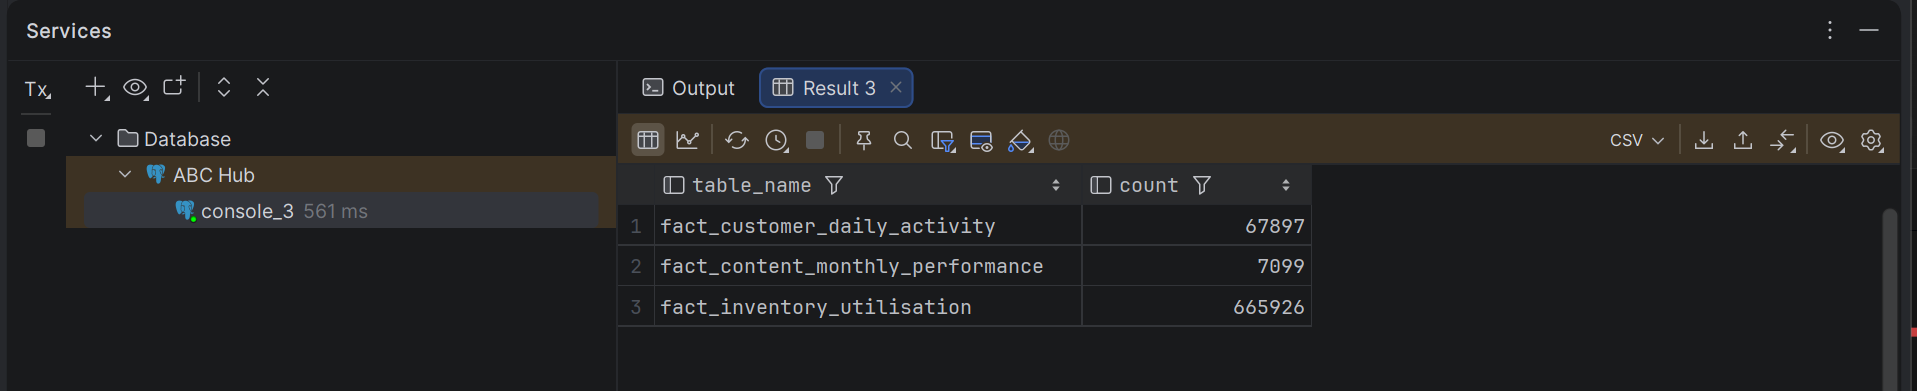 Services
Tx
Output
Result 3
Database
CSV
ABC Hub
table_name
count
console_3 561 ms
1 fact_customer_daily_activity 67897
2 fact_content_monthly_performance 7099
3 fact_inventory_utilisation 665926